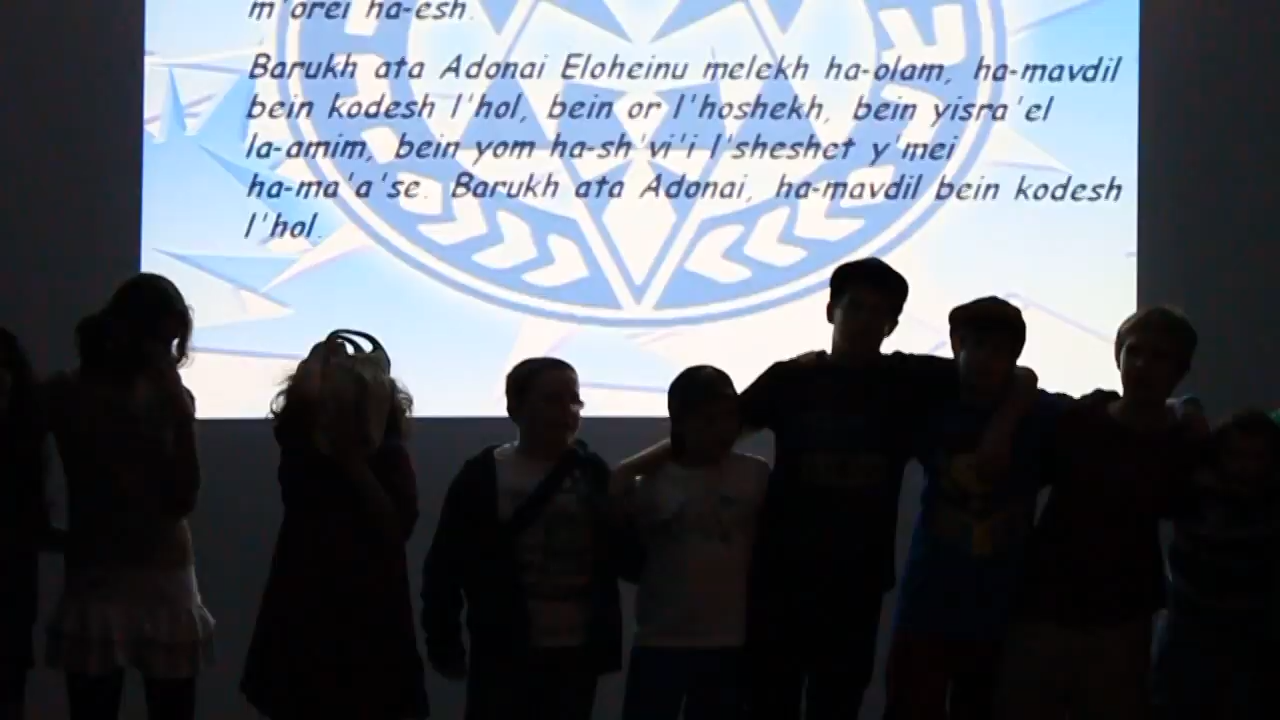 m'orei ha-esh.
Barukh ata Adonai Eloheinu melekh ha-olam, ha-mavdil
bein kodesh l'hol, bein or l'hoshekh, bein yisra'el
la-amim, bein yom ha-sh'vi'i l'sheshet y'mei
ha-ma'a'se. Barukh ata Adonai, ha-mavdil bein kodesh
l'hol.